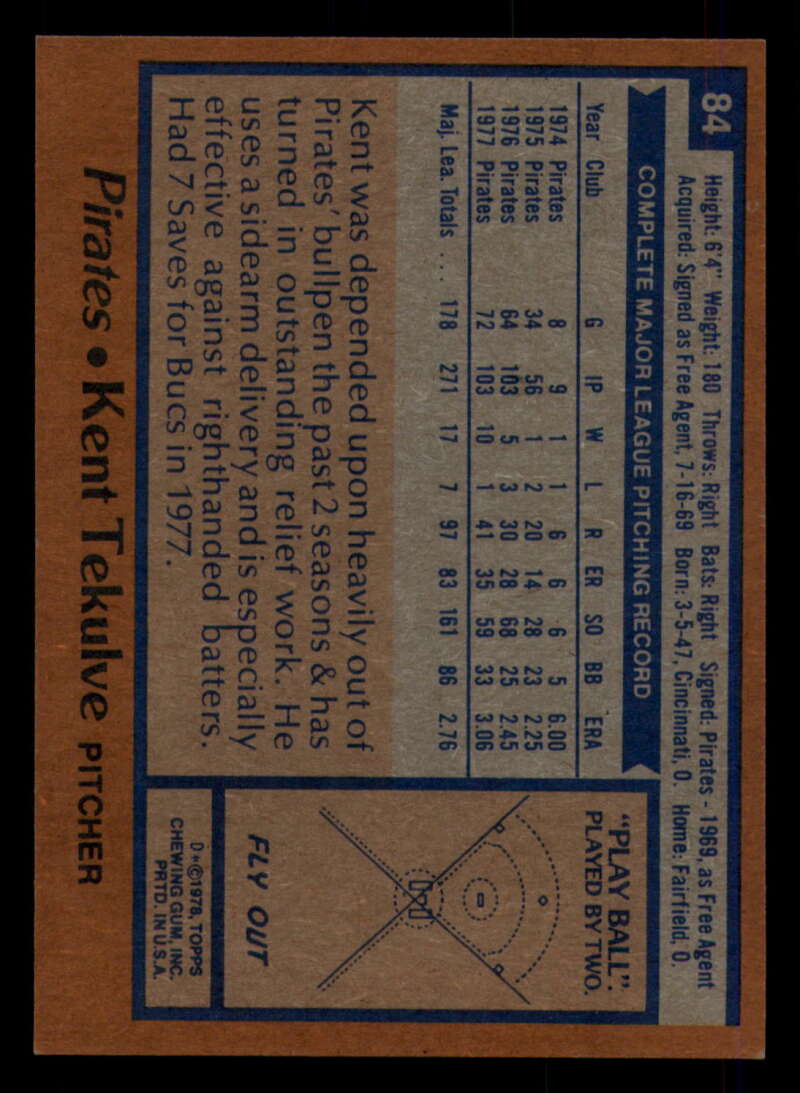 84
Height: 6'4" Weight: 180 Throws: Right Bats: Right Signed: Pirates - 1969, as Free Agent
Acquired: Signed as Free Agent, 7-16-69 Born: 3-5-47, Cincinnati, O. Home: Fairfield, O.
COMPLETE MAJOR LEAGUE PITCHING RECORD
Year Club G IP W L R ER SO BB ERA
1974 Pirates 8 9 1 1 6 6 6 5 6.00
1975 Pirates 34 56 1 2 20 14 28 23 2.25
1976 Pirates 64 103 5 3 30 28 68 25 2.45
1977 Pirates 72 103 10 1 41 35 59 33 3.06
Maj. Lea. Totals .... 178 271 17 7 97 83 161 86 2.76
Kent was depended upon heavily out of
Pirates' bullpen the past 2 seasons & has
turned in outstanding relief work. He
uses a sidearm delivery and is especially
effective against righthanded batters.
Had 7 Saves for Bucs in 1977.
"PLAY BALL".
PLAYED BY TWO.
FLY OUT
D*©1978, TOPPS
CHEWING GUM, INC.
PRTD. IN U.S.A.
Pirates • Kent Tekulve PITCHER